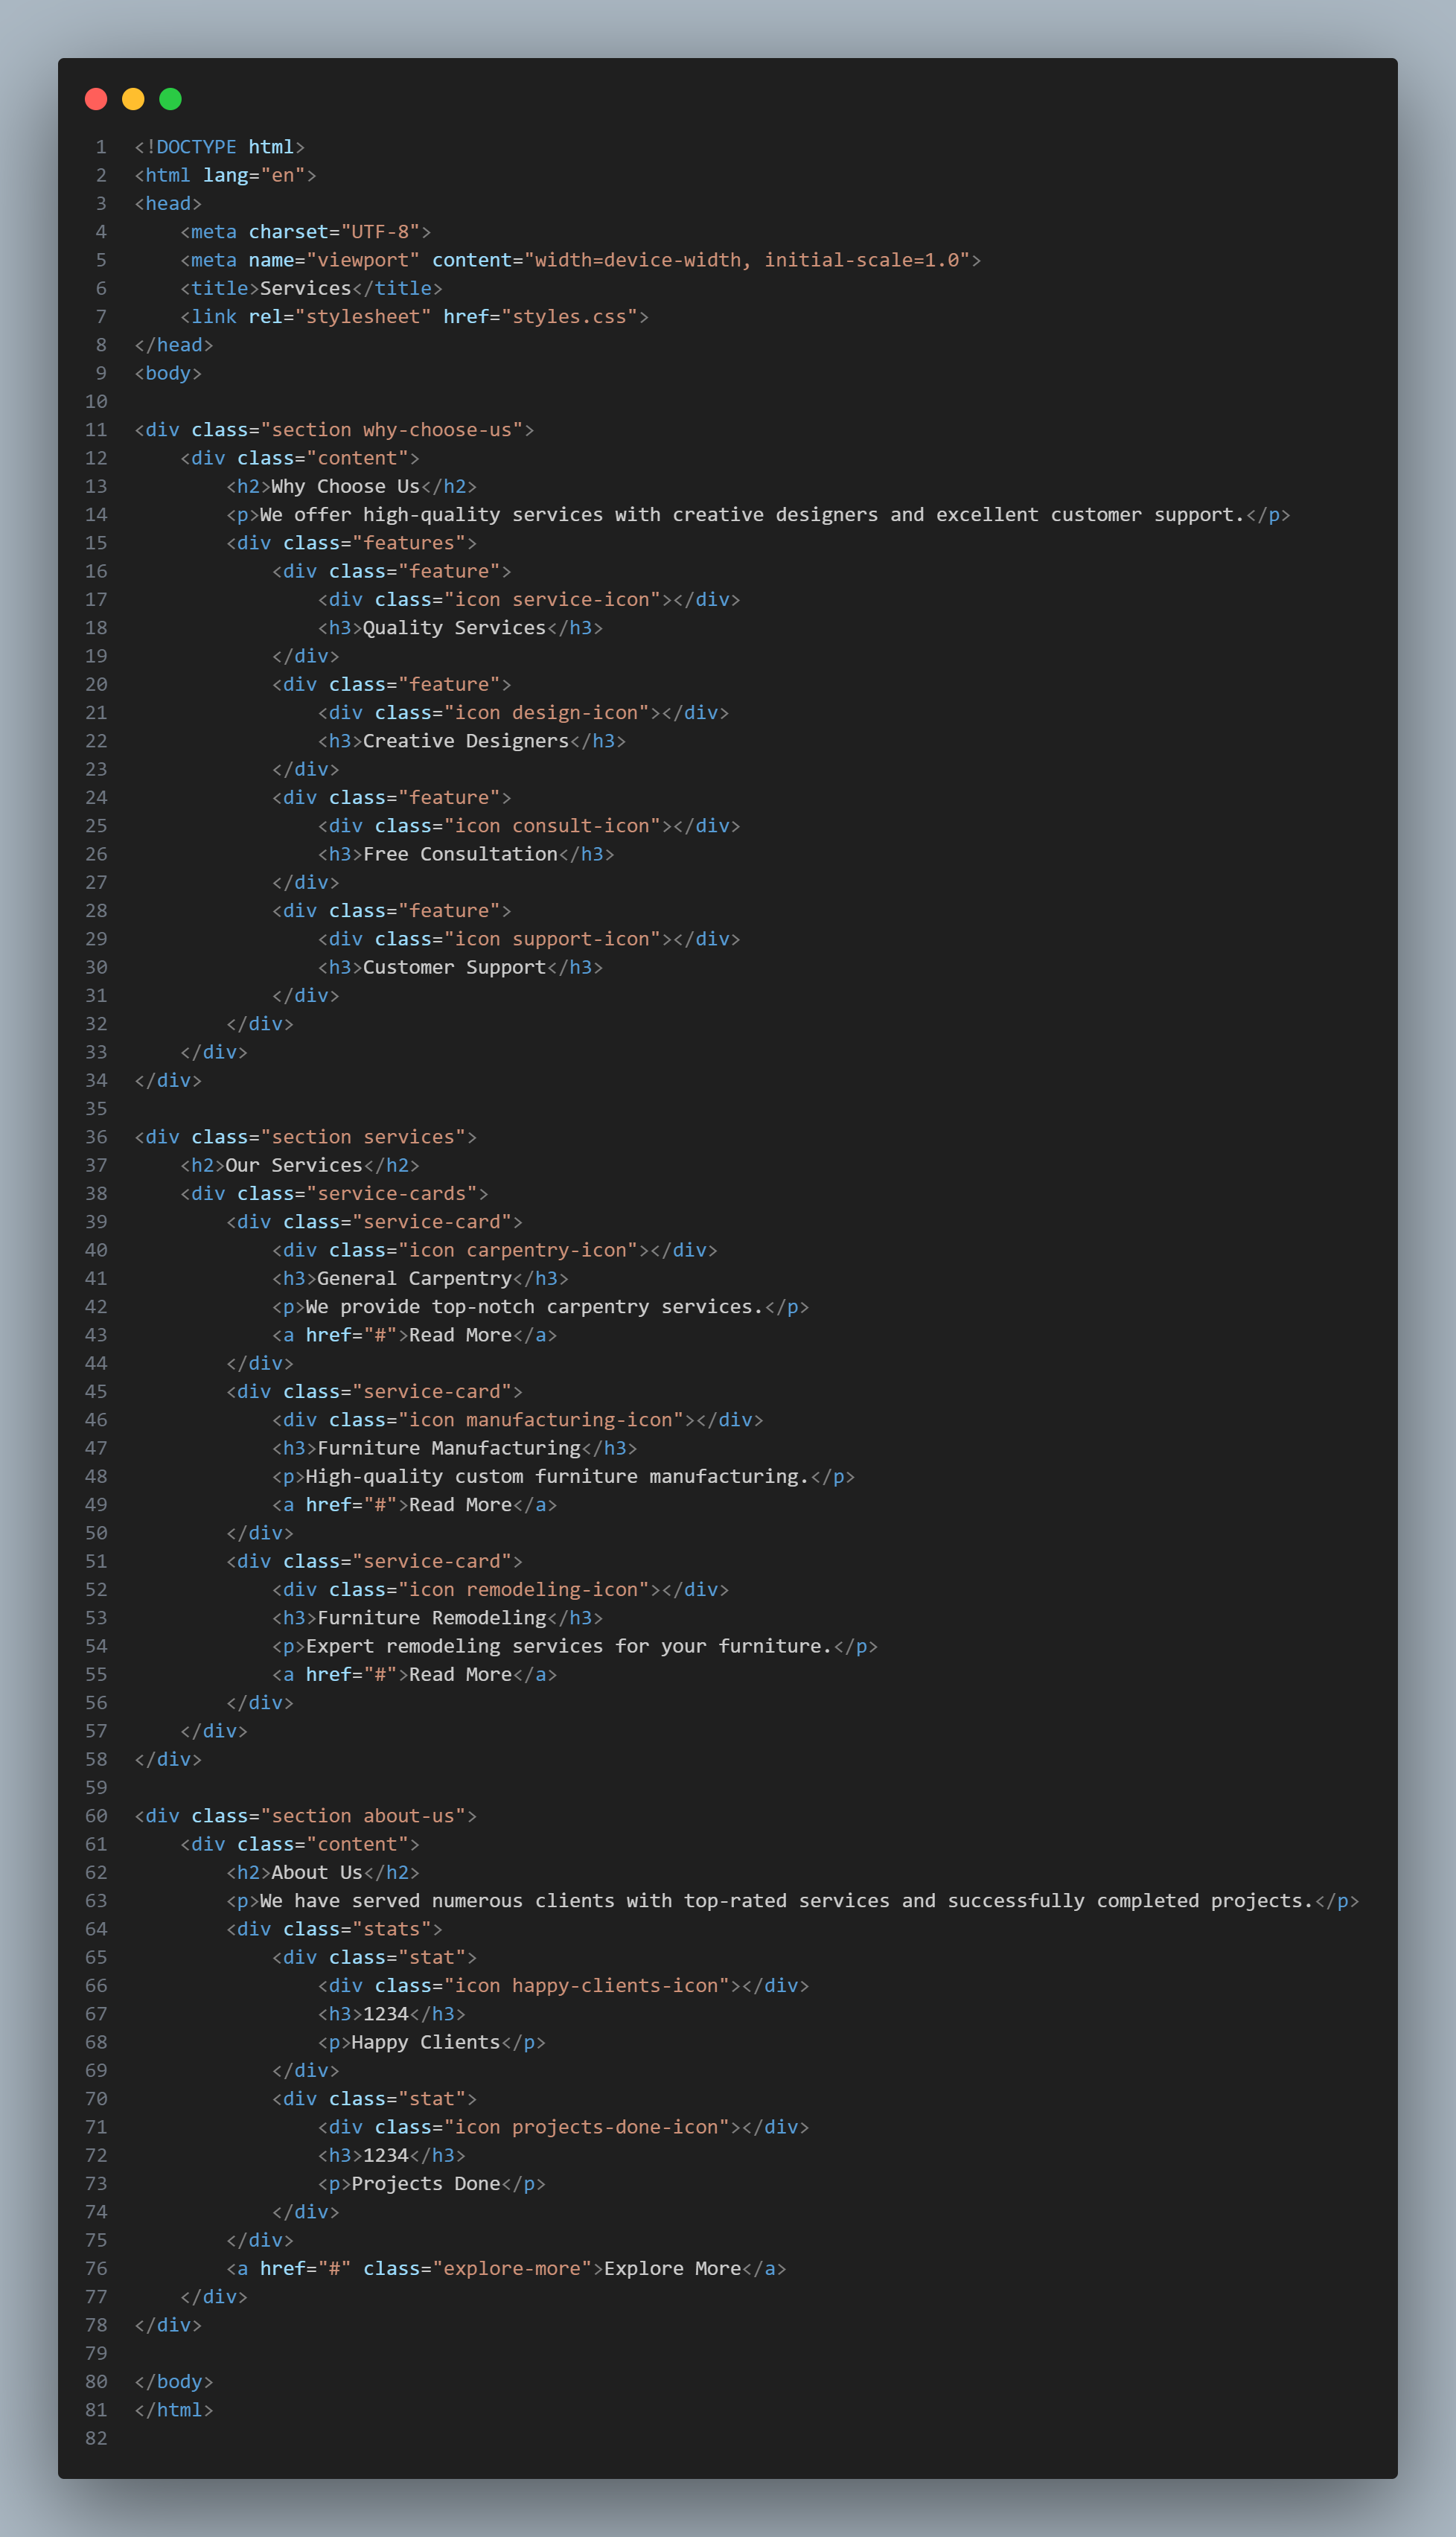 1 <!DOCTYPE html>
2 <html lang="en">
3 <head>
4     <meta charset="UTF-8">
5     <meta name="viewport" content="width=device-width, initial-scale=1.0">
6     <title>Services</title>
7     <link rel="stylesheet" href="styles.css">
8 </head>
9 <body>
10
11 <div class="section why-choose-us">
12     <div class="content">
13         <h2>Why Choose Us</h2>
14         <p>We offer high-quality services with creative designers and excellent customer support.</p>
15         <div class="features">
16             <div class="feature">
17                 <div class="icon service-icon"></div>
18                 <h3>Quality Services</h3>
19             </div>
20             <div class="feature">
21                 <div class="icon design-icon"></div>
22                 <h3>Creative Designers</h3>
23             </div>
24             <div class="feature">
25                 <div class="icon consult-icon"></div>
26                 <h3>Free Consultation</h3>
27             </div>
28             <div class="feature">
29                 <div class="icon support-icon"></div>
30                 <h3>Customer Support</h3>
31             </div>
32         </div>
33     </div>
34 </div>
35
36 <div class="section services">
37     <h2>Our Services</h2>
38     <div class="service-cards">
39         <div class="service-card">
40             <div class="icon carpentry-icon"></div>
41             <h3>General Carpentry</h3>
42             <p>We provide top-notch carpentry services.</p>
43             <a href="#">Read More</a>
44         </div>
45         <div class="service-card">
46             <div class="icon manufacturing-icon"></div>
47             <h3>Furniture Manufacturing</h3>
48             <p>High-quality custom furniture manufacturing.</p>
49             <a href="#">Read More</a>
50         </div>
51         <div class="service-card">
52             <div class="icon remodeling-icon"></div>
53             <h3>Furniture Remodeling</h3>
54             <p>Expert remodeling services for your furniture.</p>
55             <a href="#">Read More</a>
56         </div>
57     </div>
58 </div>
59
60 <div class="section about-us">
61     <div class="content">
62         <h2>About Us</h2>
63         <p>We have served numerous clients with top-rated services and successfully completed projects.</p>
64         <div class="stats">
65             <div class="stat">
66                 <div class="icon happy-clients-icon"></div>
67                 <h3>1234</h3>
68                 <p>Happy Clients</p>
69             </div>
70             <div class="stat">
71                 <div class="icon projects-done-icon"></div>
72                 <h3>1234</h3>
73                 <p>Projects Done</p>
74             </div>
75         </div>
76         <a href="#" class="explore-more">Explore More</a>
77     </div>
78 </div>
79
80 </body>
81 </html>
82